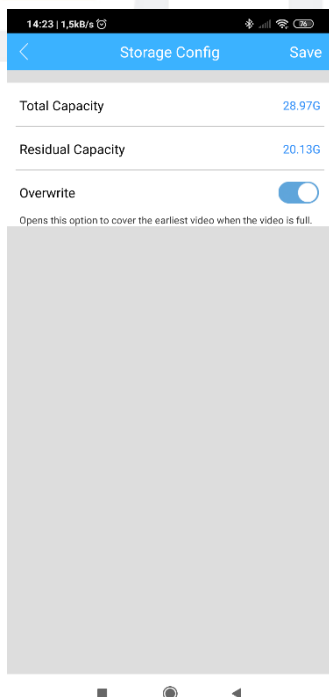 14:23 | 1,5kB/s
76
Storage Config
Save
Total Capacity
28.97G
Residual Capacity
20.13G
Overwrite
Opens this option to cover the earliest video when the video is full.